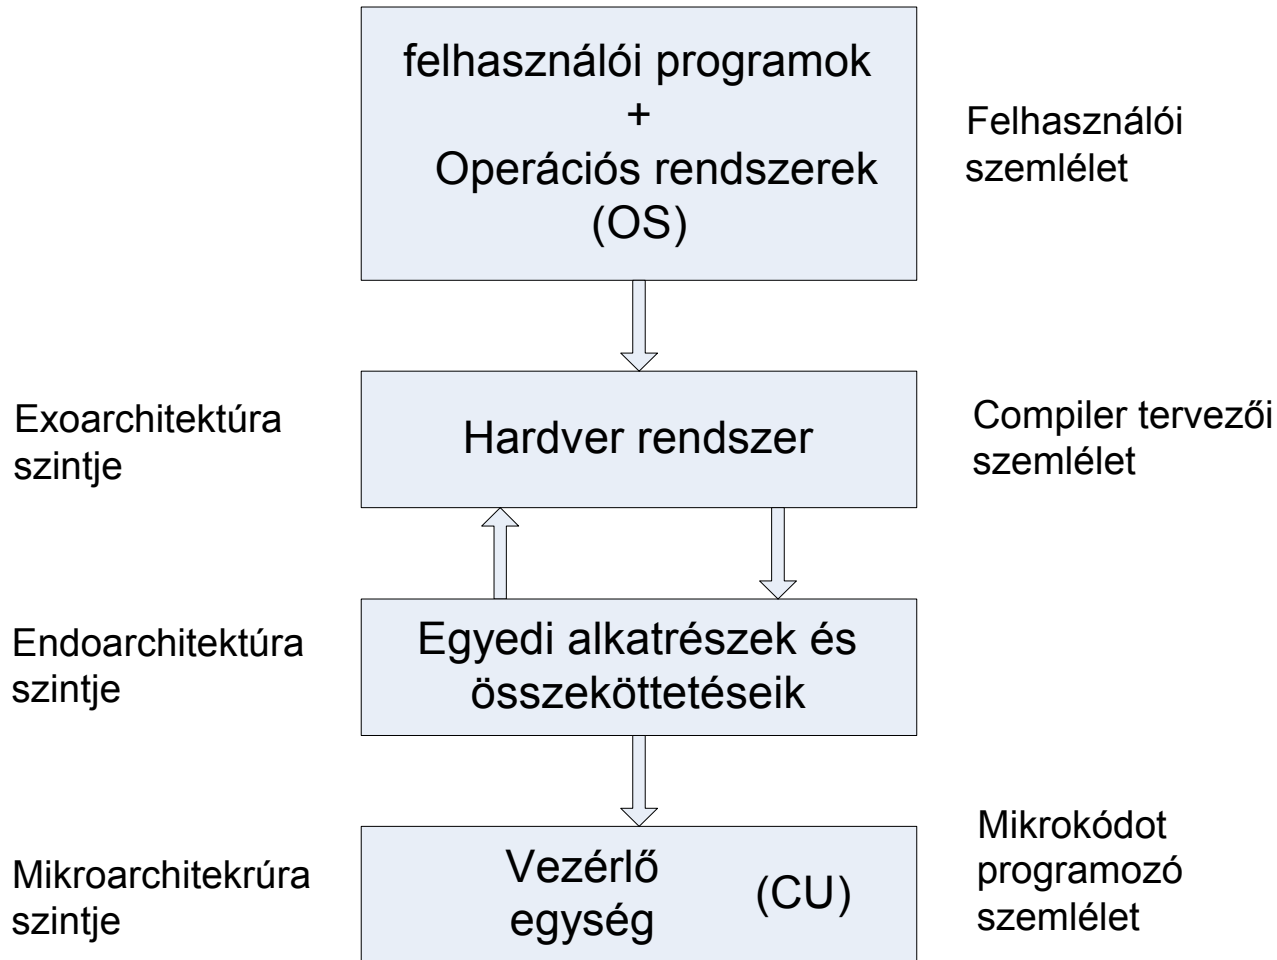 felhasználói programok
+
Operációs rendszerek
(OS)
Felhasználói
szemlélet
Exoarchitektúra
szintje
Hardver rendszer
Compiler tervezői
szemlélet
Endoarchitektúra
szintje
Egyedi alkatrészek és
összeköttetéseik
Mikroarchitekrúra
szintje
Vezérlő
egység
(CU)
Mikrokódot
programozó
szemlélet